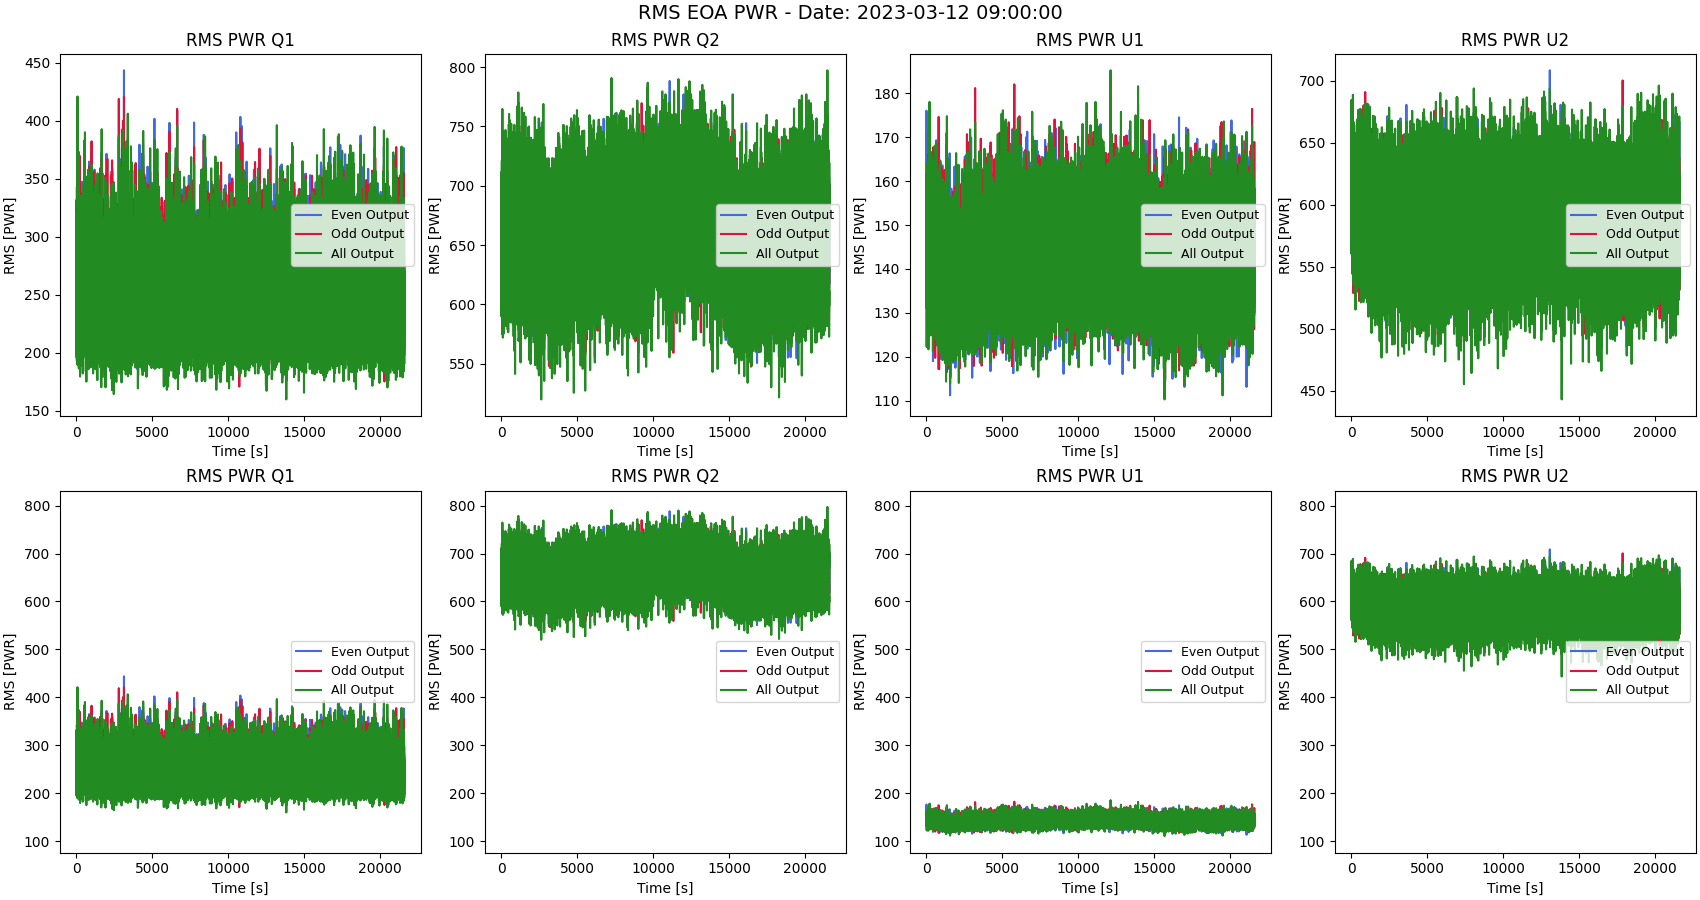 RMS EOA PWR - Date: 2023-03-12 09:00:00
RMS PWR Q1
RMS [PWR]
450
400
350
300
250
200
150
Even Output
Odd Output
All Output
0 5000 10000 15000 20000
Time [s]
RMS PWR Q2
RMS [PWR]
800
750
700
650
600
550
Even Output
Odd Output
All Output
0 5000 10000 15000 20000
Time [s]
RMS PWR U1
RMS [PWR]
180
170
160
150
140
130
120
110
Even Output
Odd Output
All Output
0 5000 10000 15000 20000
Time [s]
RMS PWR U2
RMS [PWR]
700
650
600
550
500
450
Even Output
Odd Output
All Output
0 5000 10000 15000 20000
Time [s]
RMS PWR Q1
RMS [PWR]
800
700
600
500
400
300
200
100
Even Output
Odd Output
All Output
0 5000 10000 15000 20000
Time [s]
RMS PWR Q2
RMS [PWR]
800
700
600
500
400
300
200
100
Even Output
Odd Output
All Output
0 5000 10000 15000 20000
Time [s]
RMS PWR U1
RMS [PWR]
800
700
600
500
400
300
200
100
Even Output
Odd Output
All Output
0 5000 10000 15000 20000
Time [s]
RMS PWR U2
RMS [PWR]
800
700
600
500
400
300
200
100
Even Output
Odd Output
All Output
0 5000 10000 15000 20000
Time [s]